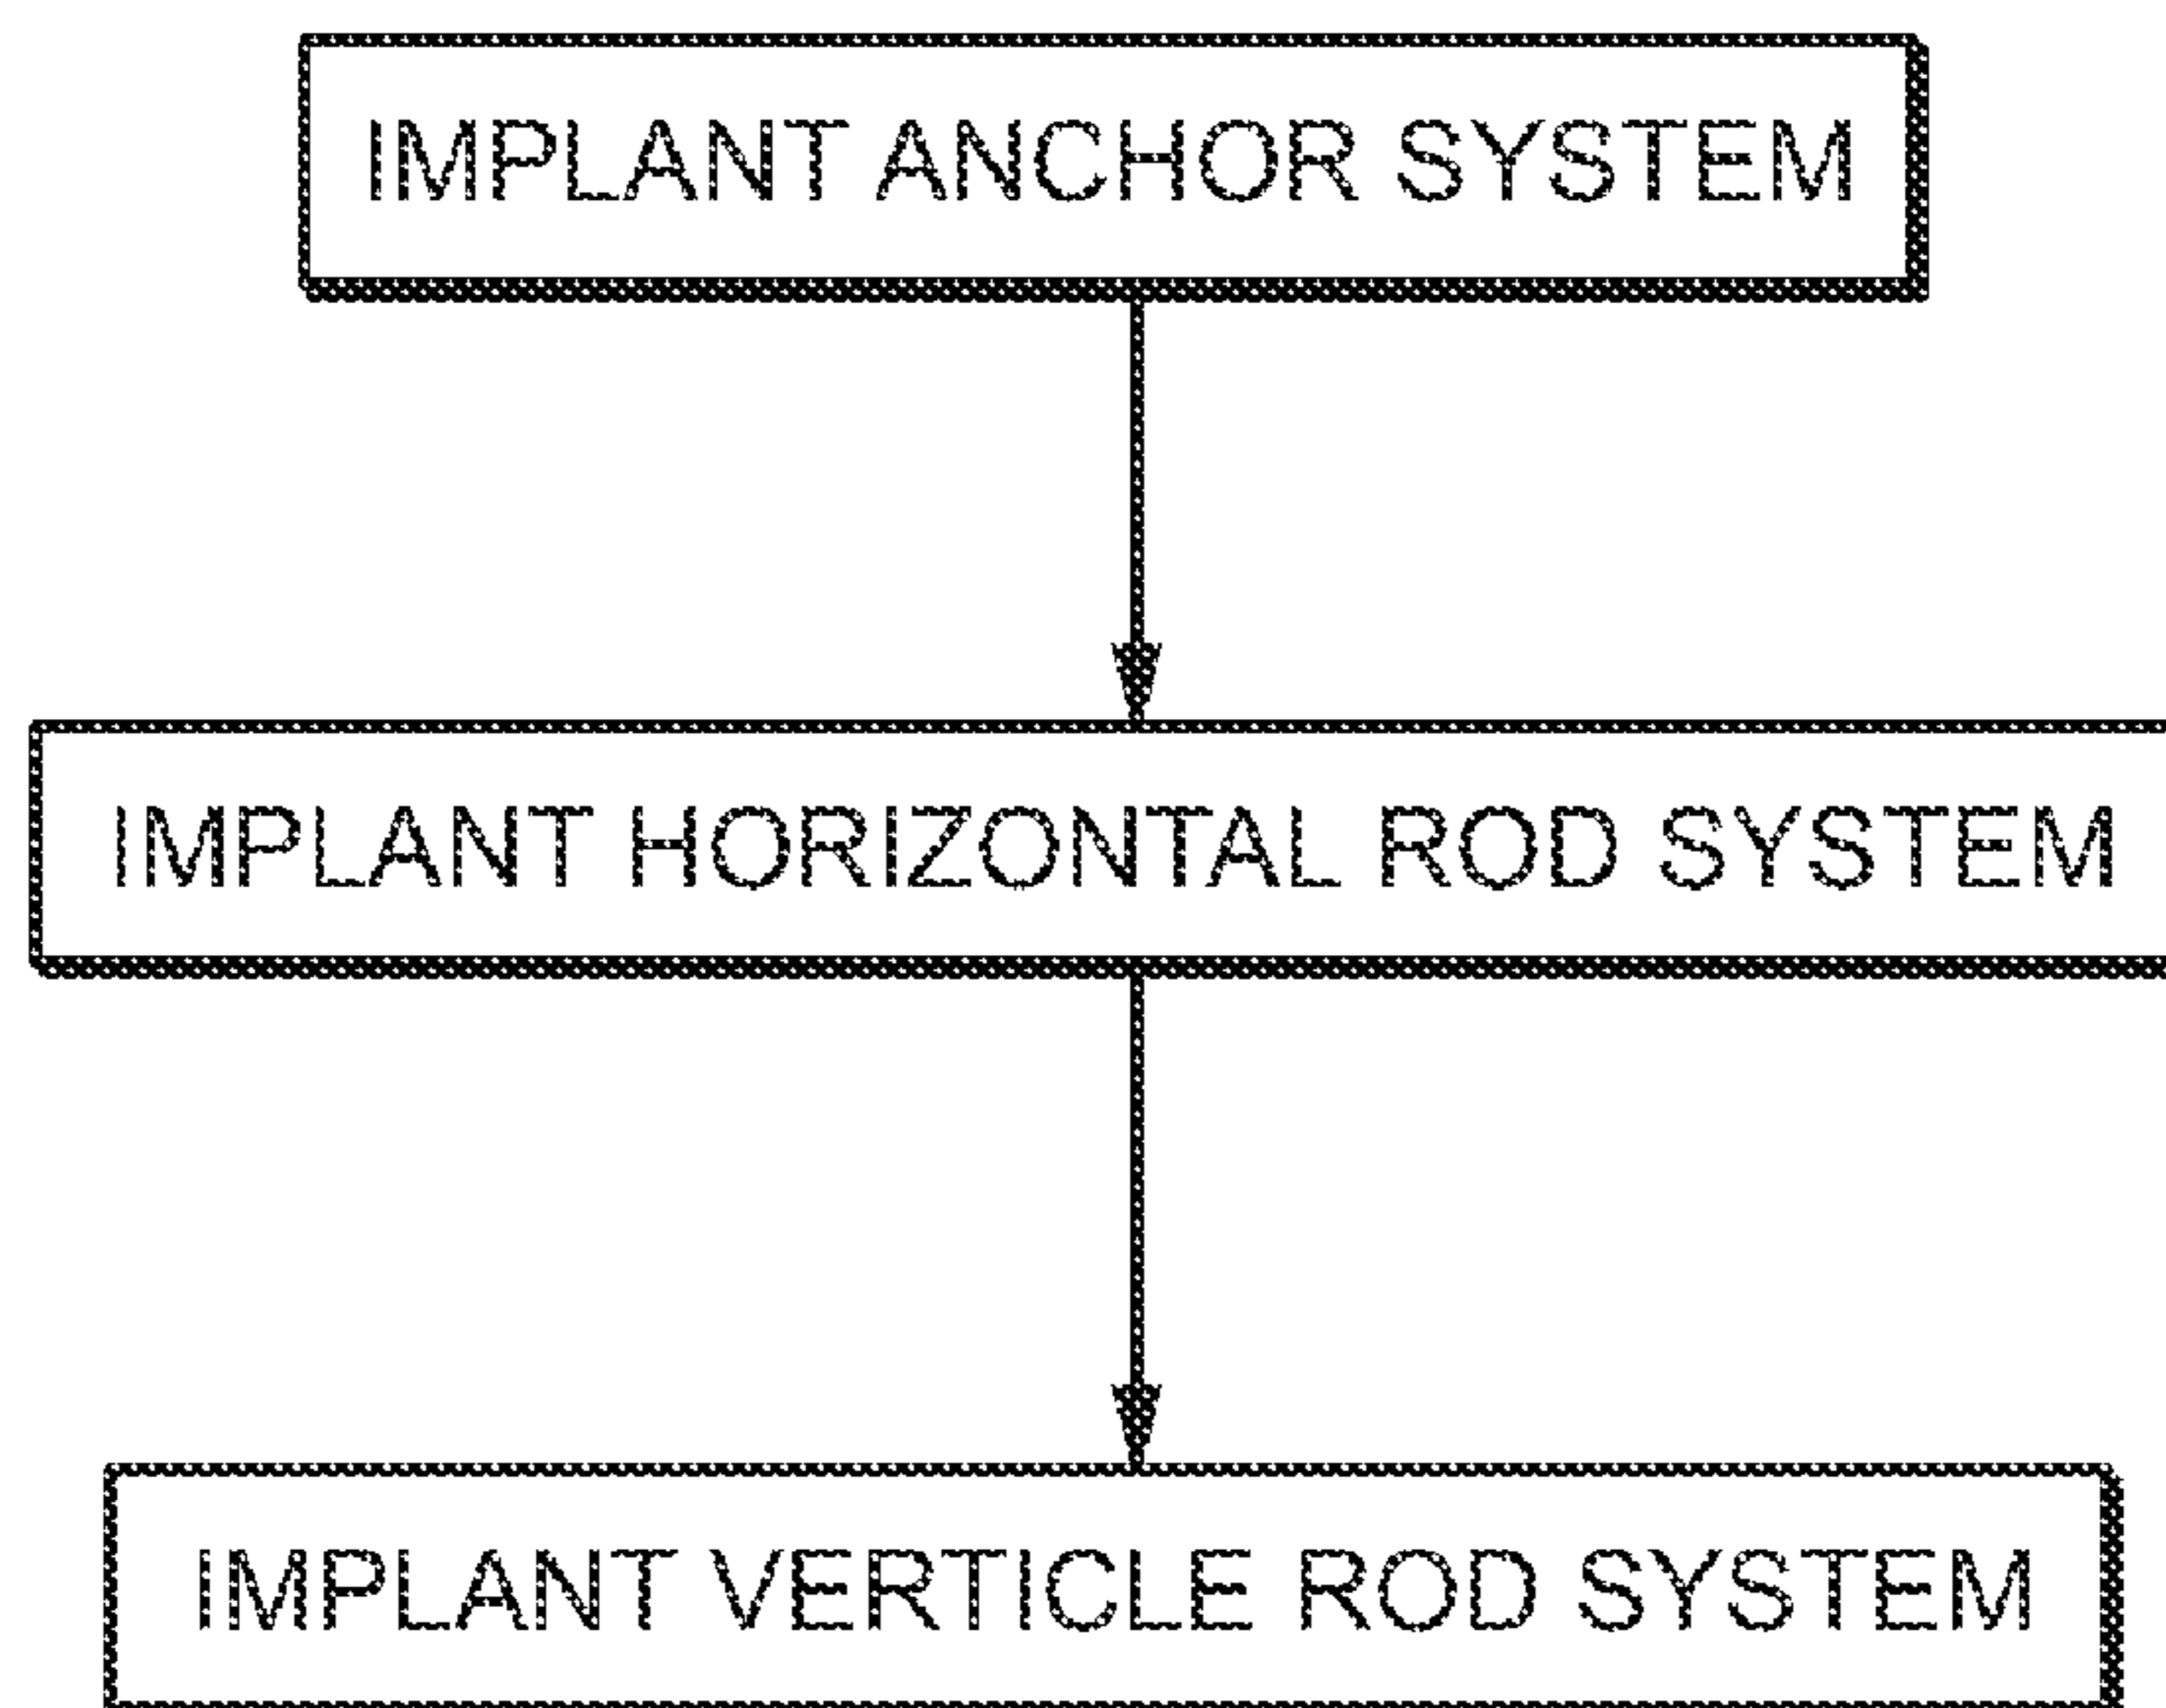 IMPLANT ANCHOR SYSTEM
IMPLANT HORIZONTAL ROD SYSTEM
IMPLANT VERTICLE ROD SYSTEM